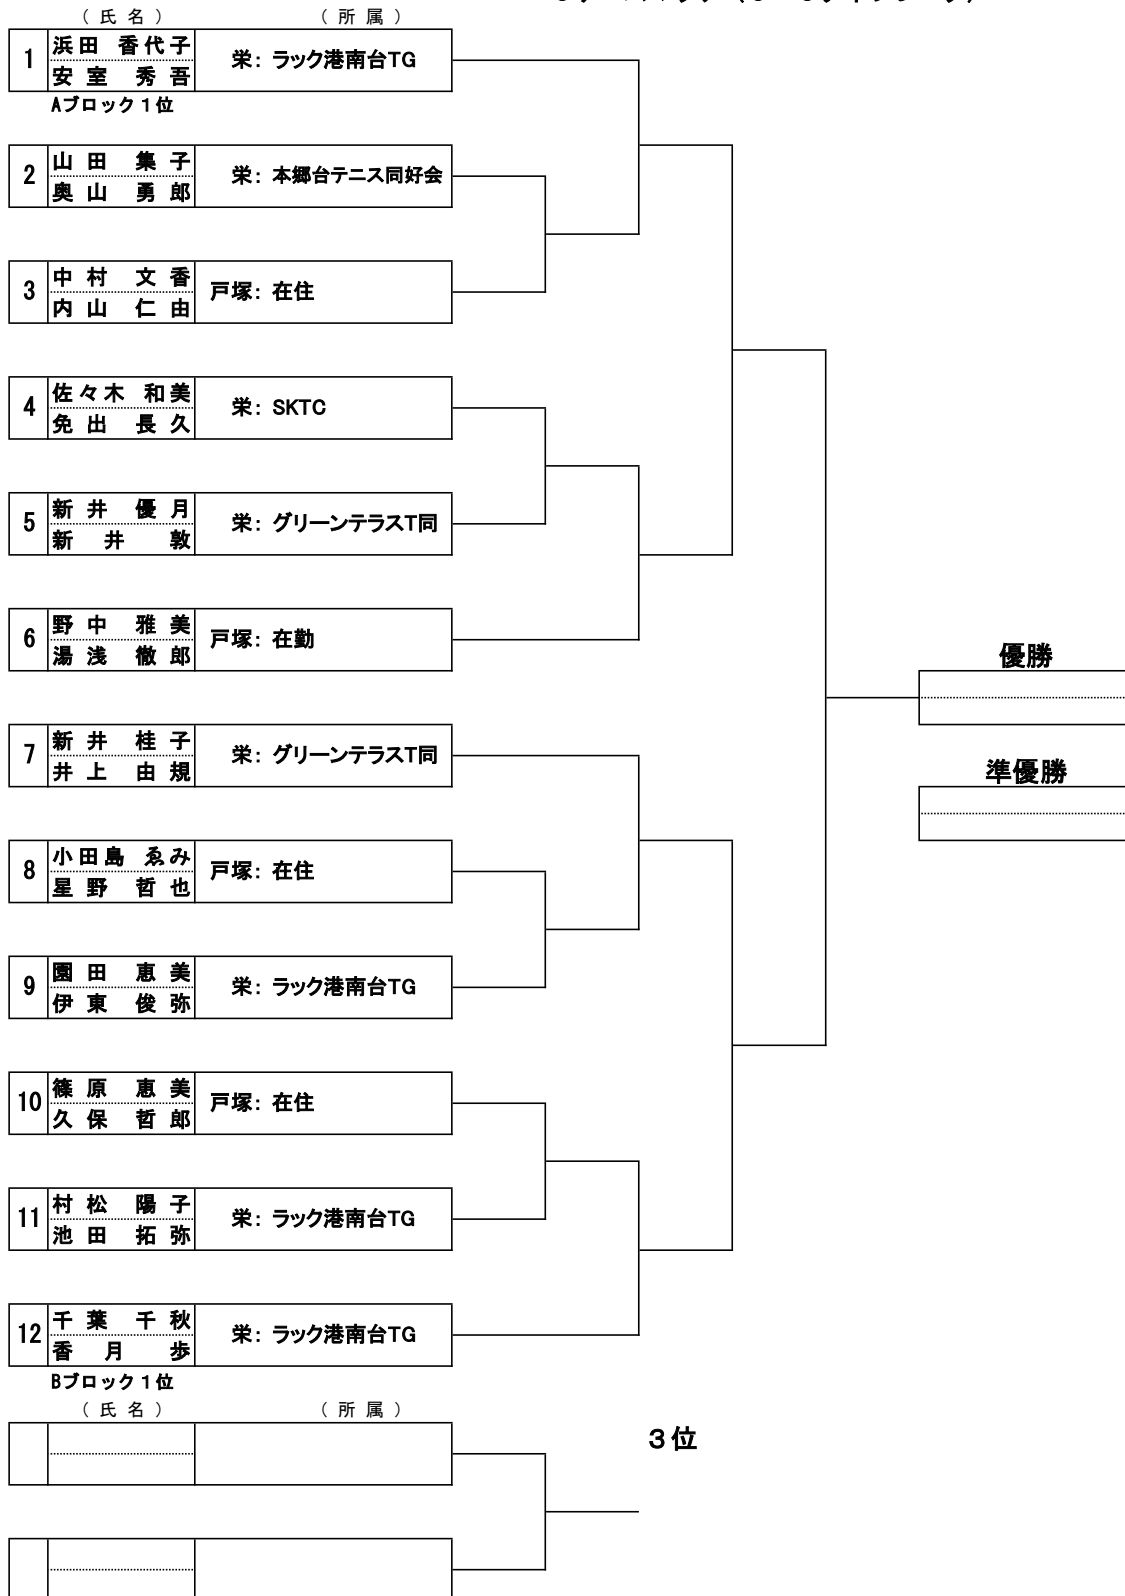 （ 氏 名 ） （ 所 属 ）
1 浜田 香代子 栄： ラック港南台TG
安室 秀吾
Aブロック１位
2 山田 集子 栄： 本郷台テニス同好会
奥山 勇郎
3 中村 文香 戸塚： 在住
内山 仁由
4 佐々木 和美 栄： SKTC
免出 長久
5 新井 優月 栄： グリーンテラスT同
新井 敦
6 野中 雅美 戸塚： 在勤
湯浅 徹郎
優勝
7 新井 桂子 栄： グリーンテラスT同
井上 由規
準優勝
8 小田島 ゑみ 戸塚： 在住
星野 哲也
9 園田 恵美 栄： ラック港南台TG
伊東 俊弥
10 篠原 恵美 戸塚： 在住
久保 哲郎
11 村松 陽子 栄： ラック港南台TG
池田 拓弥
12 千葉 千秋 栄： ラック港南台TG
香月 歩
Bブロック１位
（ 氏 名 ） （ 所 属 ）
３位